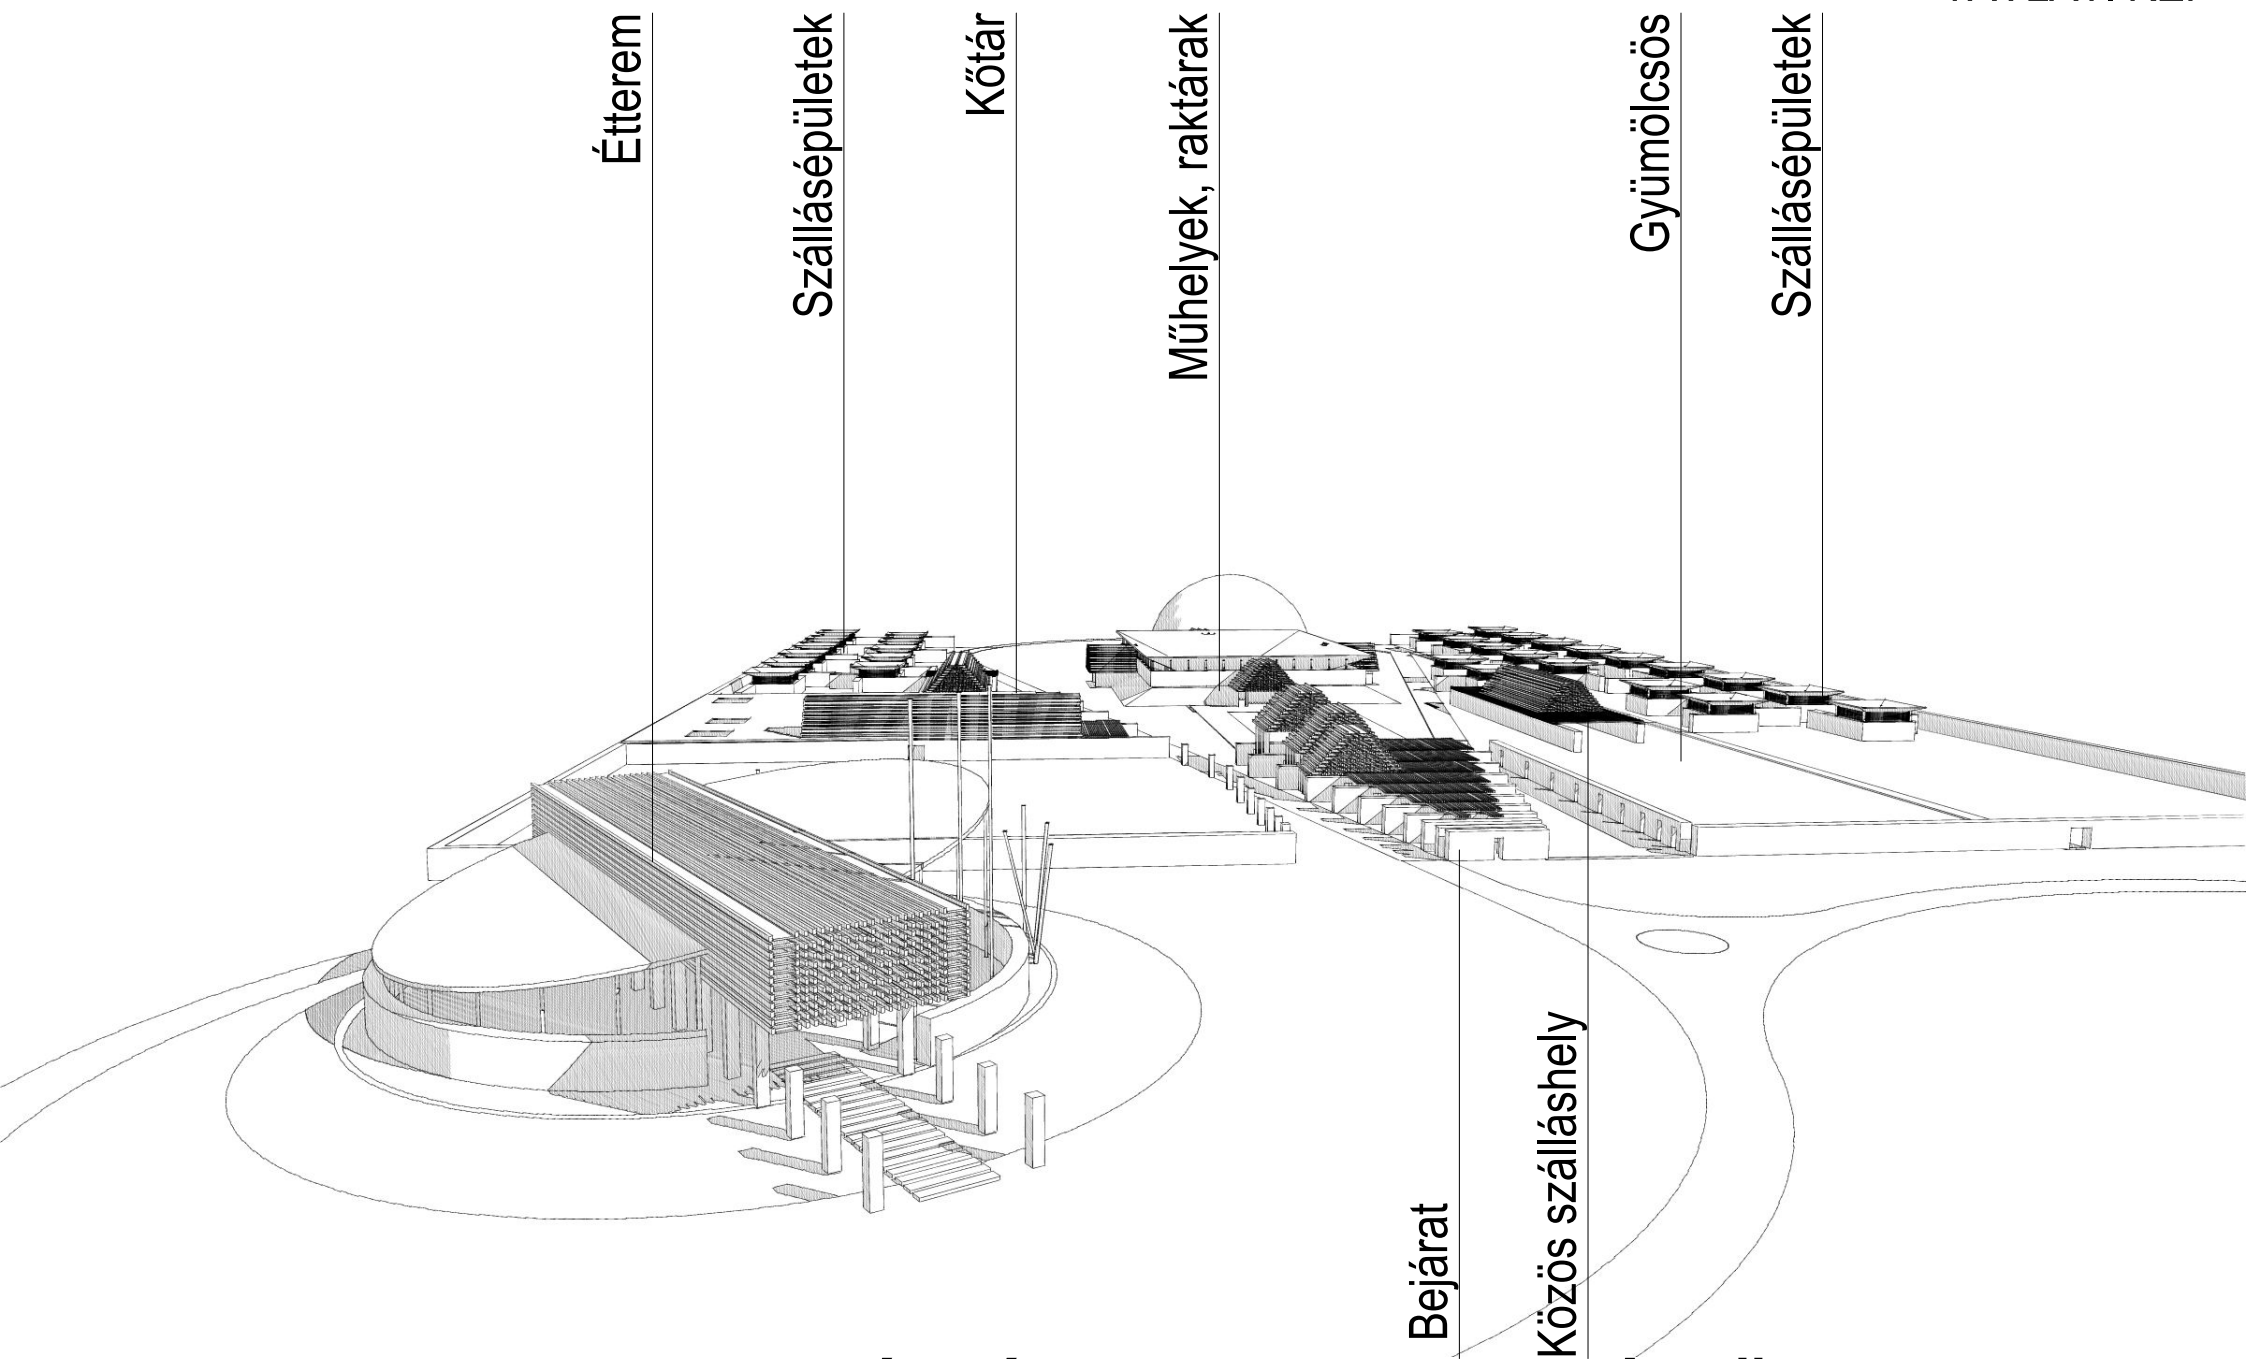 Étterem
Szállásépületek
Kőtár
Műhelyek, raktárak
Gyümölcsös
Szállásépületek
Bejárat
Közös szálláshely